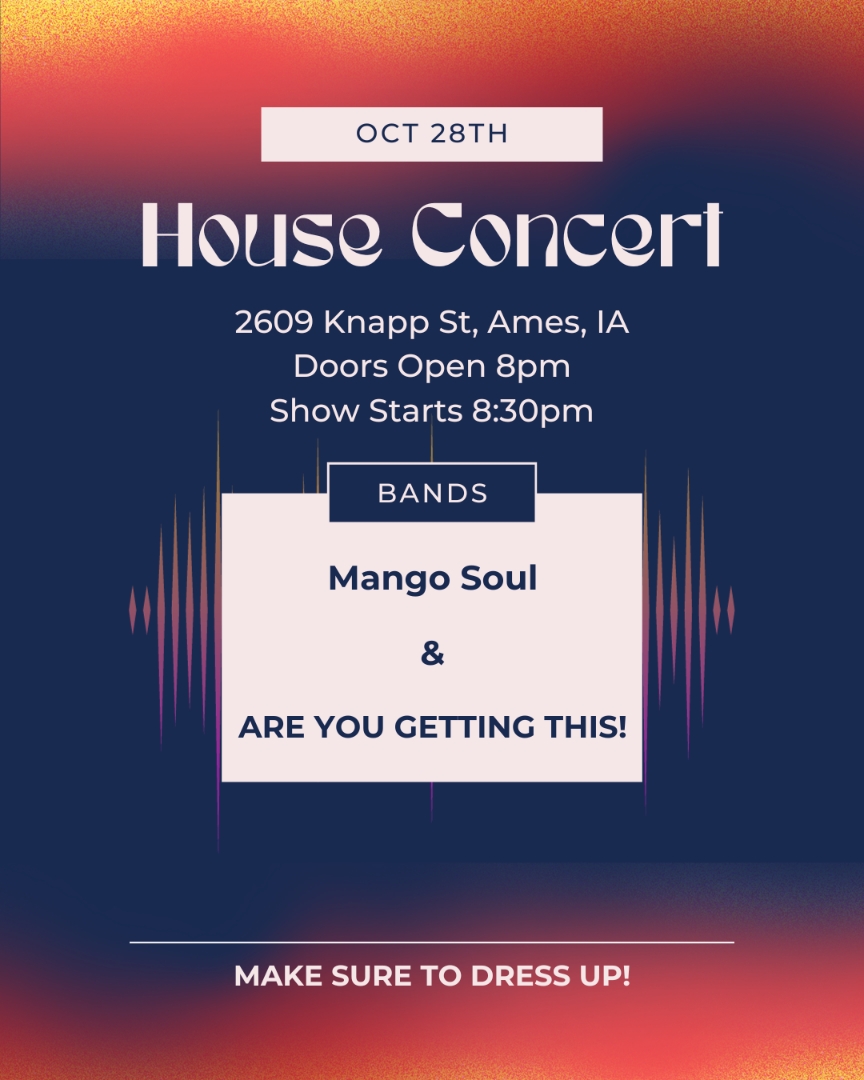 OCT 28TH
House Concert
2609 Knapp St, Ames, IA
Doors Open 8pm
Show Starts 8:30pm
BANDS
Mango Soul
&
ARE YOU GETTING THIS!
MAKE SURE TO DRESS UP!